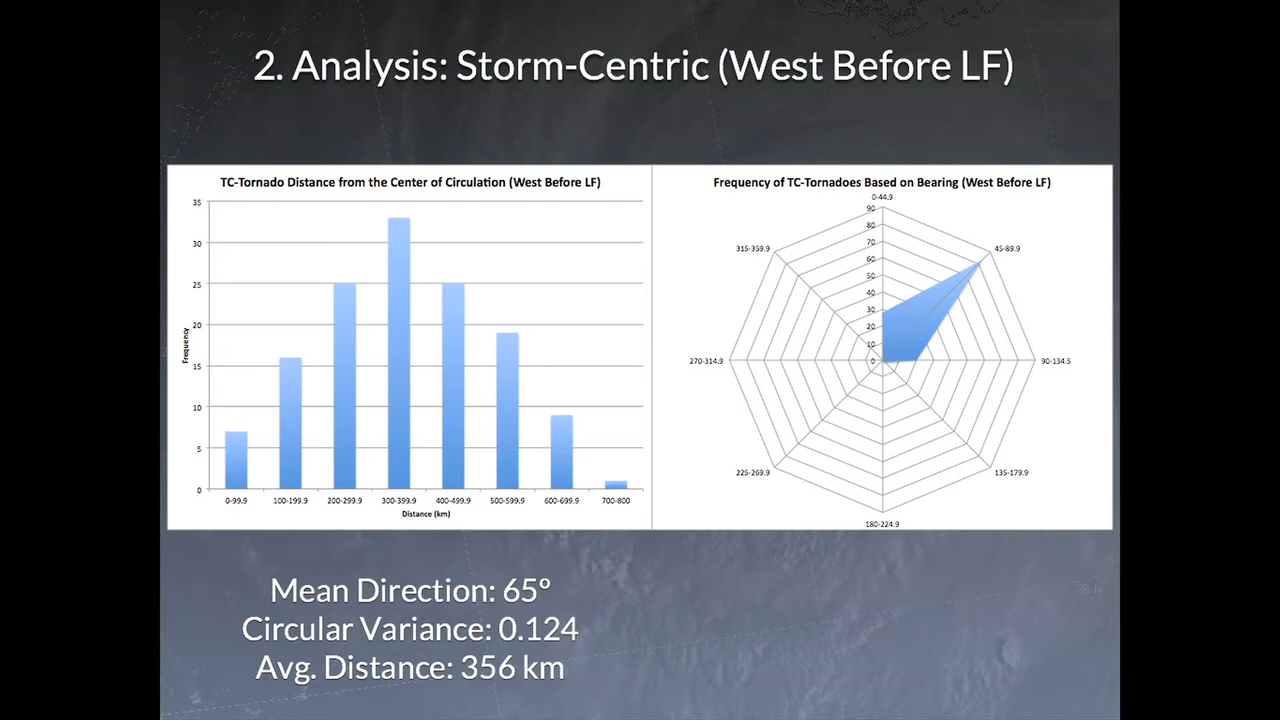 2. Analysis: Storm-Centric (West Before LF)
TC-Tornado Distance from the Center of Circulation (West Before LF)
35
30
25
20
15
10
5
0
Frequency
0-99.9 100-199.9 200-299.9 300-399.9 400-499.9 500-599.9 600-699.9 700-800
Distance (km)
Frequency of TC-Tornadoes Based on Bearing (West Before LF)
0-44.9
90
80
70
60
50
40
30
20
10
0
315-359.9
45-89.9
270-314.9
90-134.5
225-269.9
135-179.9
180-224.9
Mean Direction: 65º
Circular Variance: 0.124
Avg. Distance: 356 km